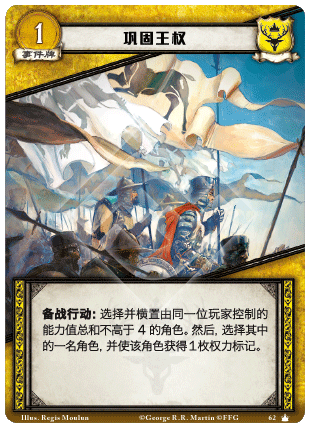 1
巩固王权
事件牌
备战行动: 选择并横置由同一位玩家控制的
能力值总和不高于 4 的角色。然后, 选择其中
的一名角色, 并使该角色获得1枚权力标记。
Illus. Regis Moulun ©George R.R. Martin ©FFG 62